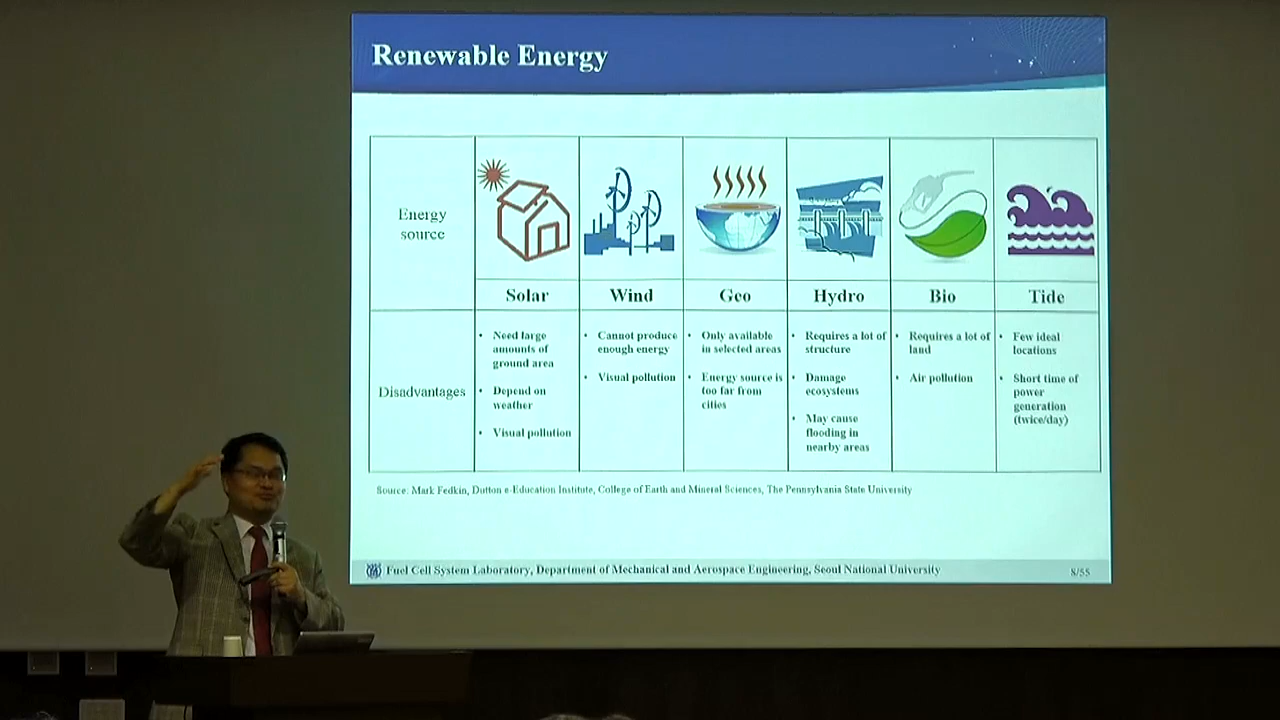 Renewable Energy
Energy
source
Solar
Wind
Geo
Hydro
Bio
Tide
Disadvantages
• Need large
amounts of
ground area
• Depend on
weather
• Visual pollution
• Cannot produce
enough energy
• Visual pollution
• Only available
in selected areas
• Energy source is
too far from
cities
• Requires a lot of
structure
• Damage
ecosystems
• May cause
flooding in
nearby areas
• Requires a lot of
land
• Air pollution
• Few ideal
locations
• Short time of
power
generation
(twice/day)
Source: Mark Fedkin, Dutton e-Education Institute, College of Earth and Mineral Sciences, The Pennsylvania State University
Fuel Cell System Laboratory, Department of Mechanical and Aerospace Engineering, Seoul National University
8/55